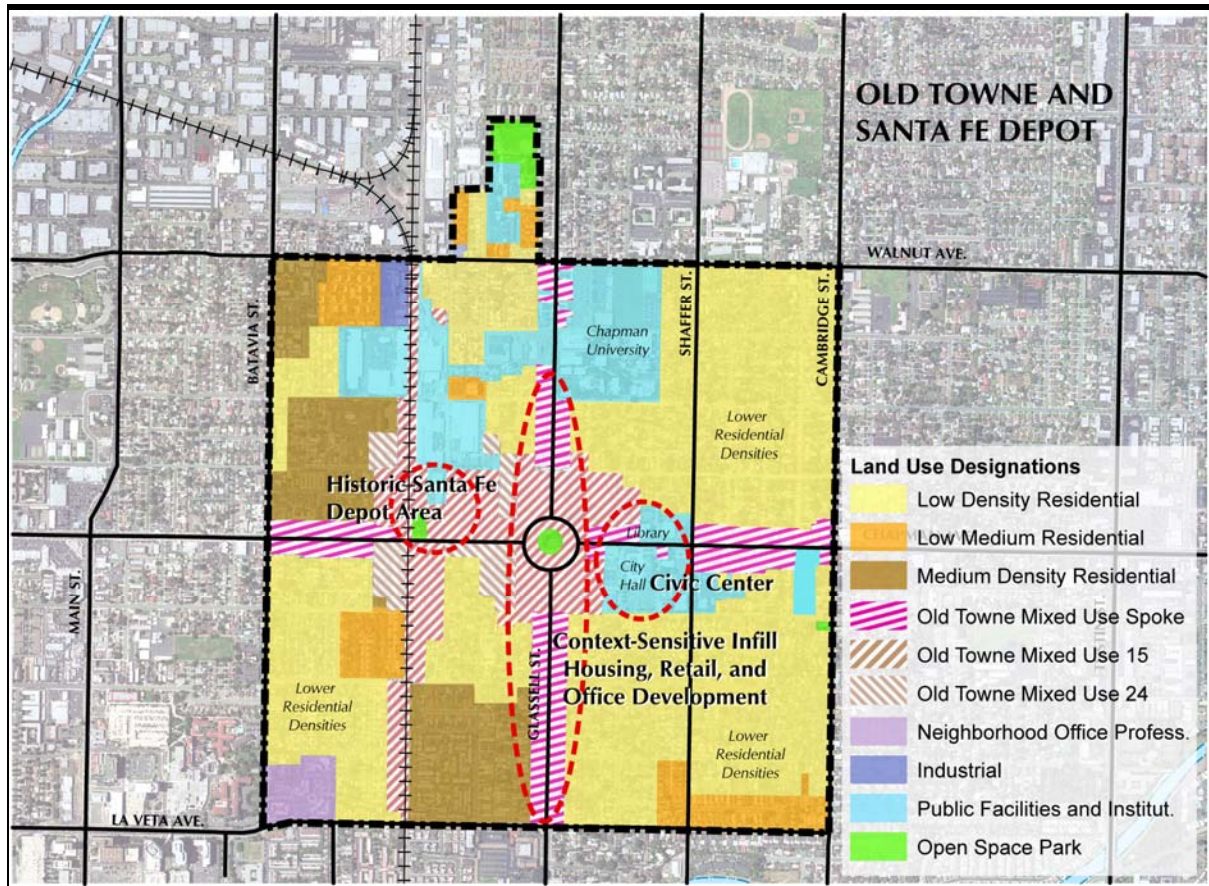 OLD TOWNE AND
SANTA FE DEPOT
WALNUT AVE.
BATAVIA ST.
SHAFFER ST.
CAMBRIDGE ST.
Chapman
University
Lower
Residential
Densities
Historic Santa Fe
Depot Area
Library
City
Hall
Civic Center
MAIN ST.
GLASSELL ST.
Context-Sensitive Infill
Housing, Retail, and
Office Development
Lower
Residential
Densities
Lower
Residential
Densities
LA VETA AVE.
Land Use Designations
Low Density Residential
Low Medium Residential
Medium Density Residential
Old Towne Mixed Use Spoke
Old Towne Mixed Use 15
Old Towne Mixed Use 24
Neighborhood Office Profess.
Industrial
Public Facilities and Institut.
Open Space Park